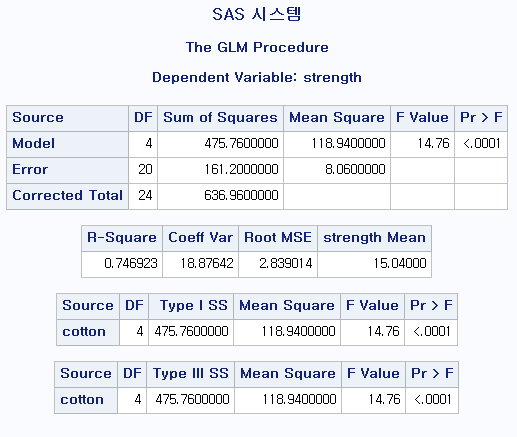 SAS 시스템
The GLM Procedure
Dependent Variable: strength
Source DF Sum of Squares Mean Square F Value Pr > F
Model 4 475.7600000 118.9400000 14.76 <.0001
Error 20 161.2000000 8.0600000
Corrected Total 24 636.9600000
R-Square Coeff Var Root MSE strength Mean
0.746923 18.87642 2.839014 15.04000
Source DF Type I SS Mean Square F Value Pr > F
cotton 4 475.7600000 118.9400000 14.76 <.0001
Source DF Type III SS Mean Square F Value Pr > F
cotton 4 475.7600000 118.9400000 14.76 <.0001